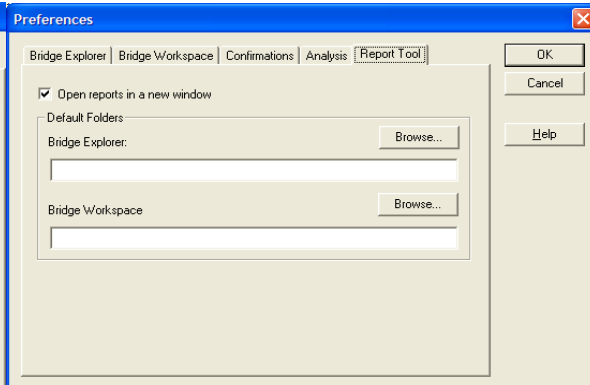 Preferences
Bridge Explorer Bridge Workspace Confirmations Analysis Report Tool OK
Cancel
Open reports in a new window
Default Folders
Help
Bridge Explorer: Browse...
Bridge Workspace Browse...